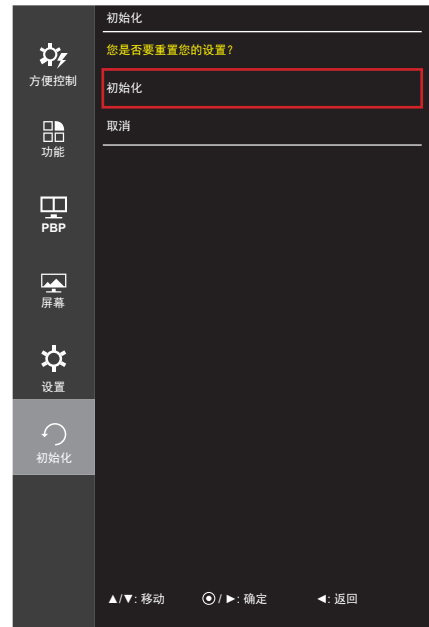 初始化
您是否要重置您的设置？
初始化
取消
方便控制
功能
PBP
屏幕
设置
初始化
▲/▼: 移动 ⦿ / ►: 确定 ◄: 返回